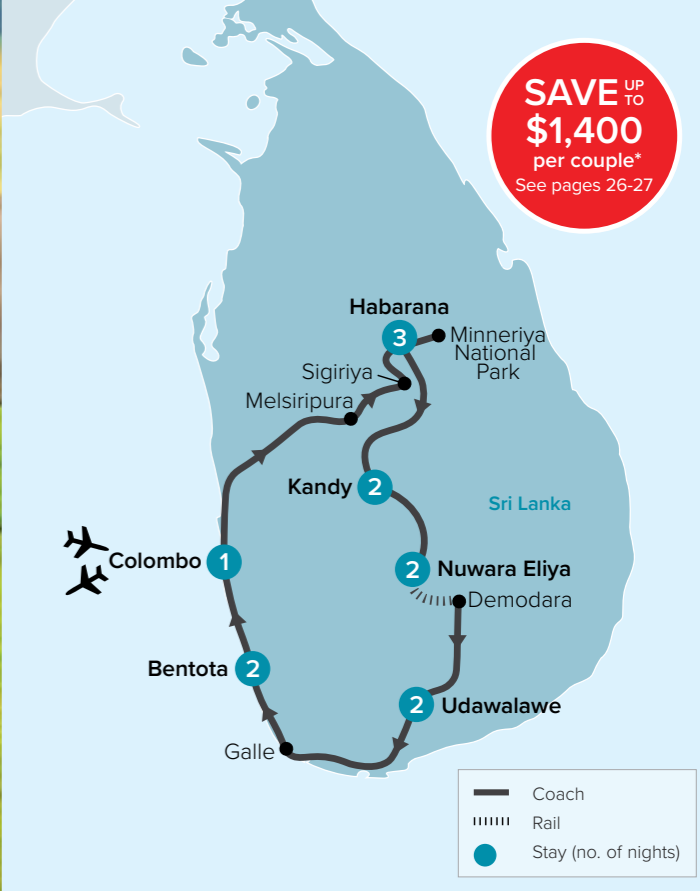 SAVE UP TO
$1,400
per couple*
See pages 26-27
Habarana
3
Minneriya
National
Park
Sigiriya
Melsiripura
Kandy 2
Sri Lanka
Colombo 1
2 Nuwara Eliya
Demodara
Bentota 2
2 Udawalawe
Galle
Coach
Rail
Stay (no. of nights)